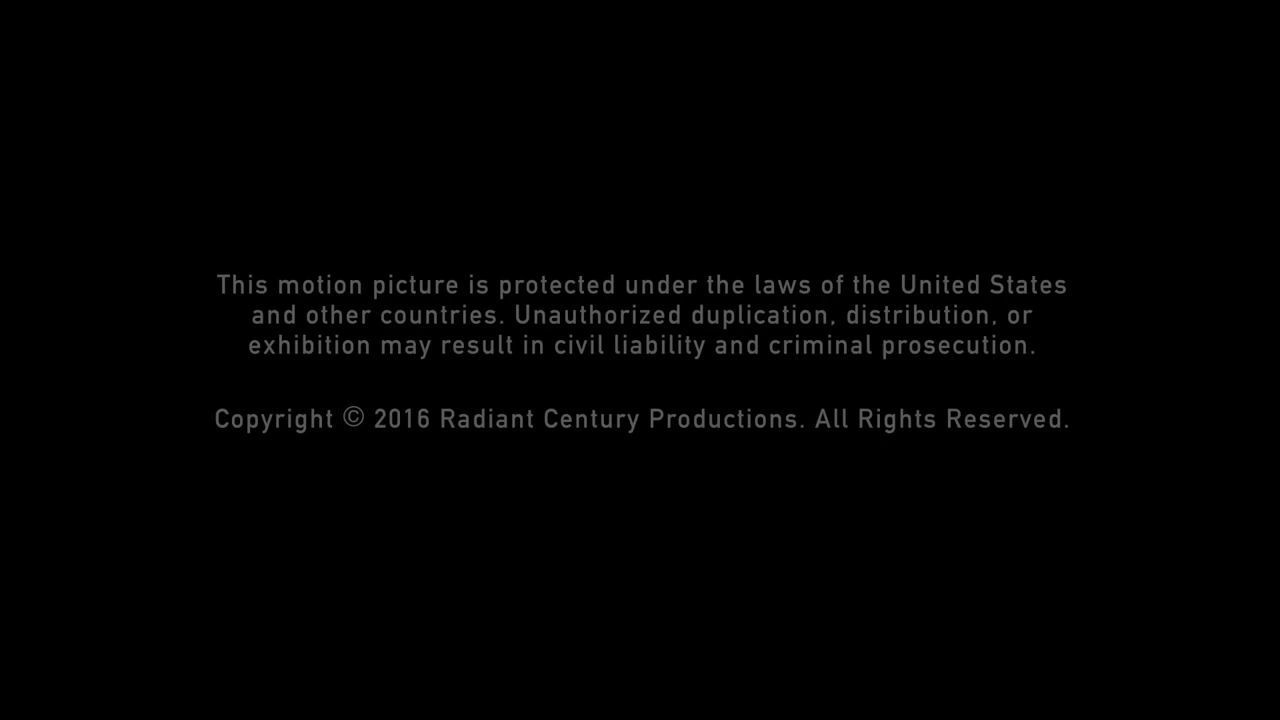 This motion picture is protected under the laws of the United States
and other countries. Unauthorized duplication, distribution, or
exhibition may result in civil liability and criminal prosecution.
Copyright © 2016 Radiant Century Productions. All Rights Reserved.